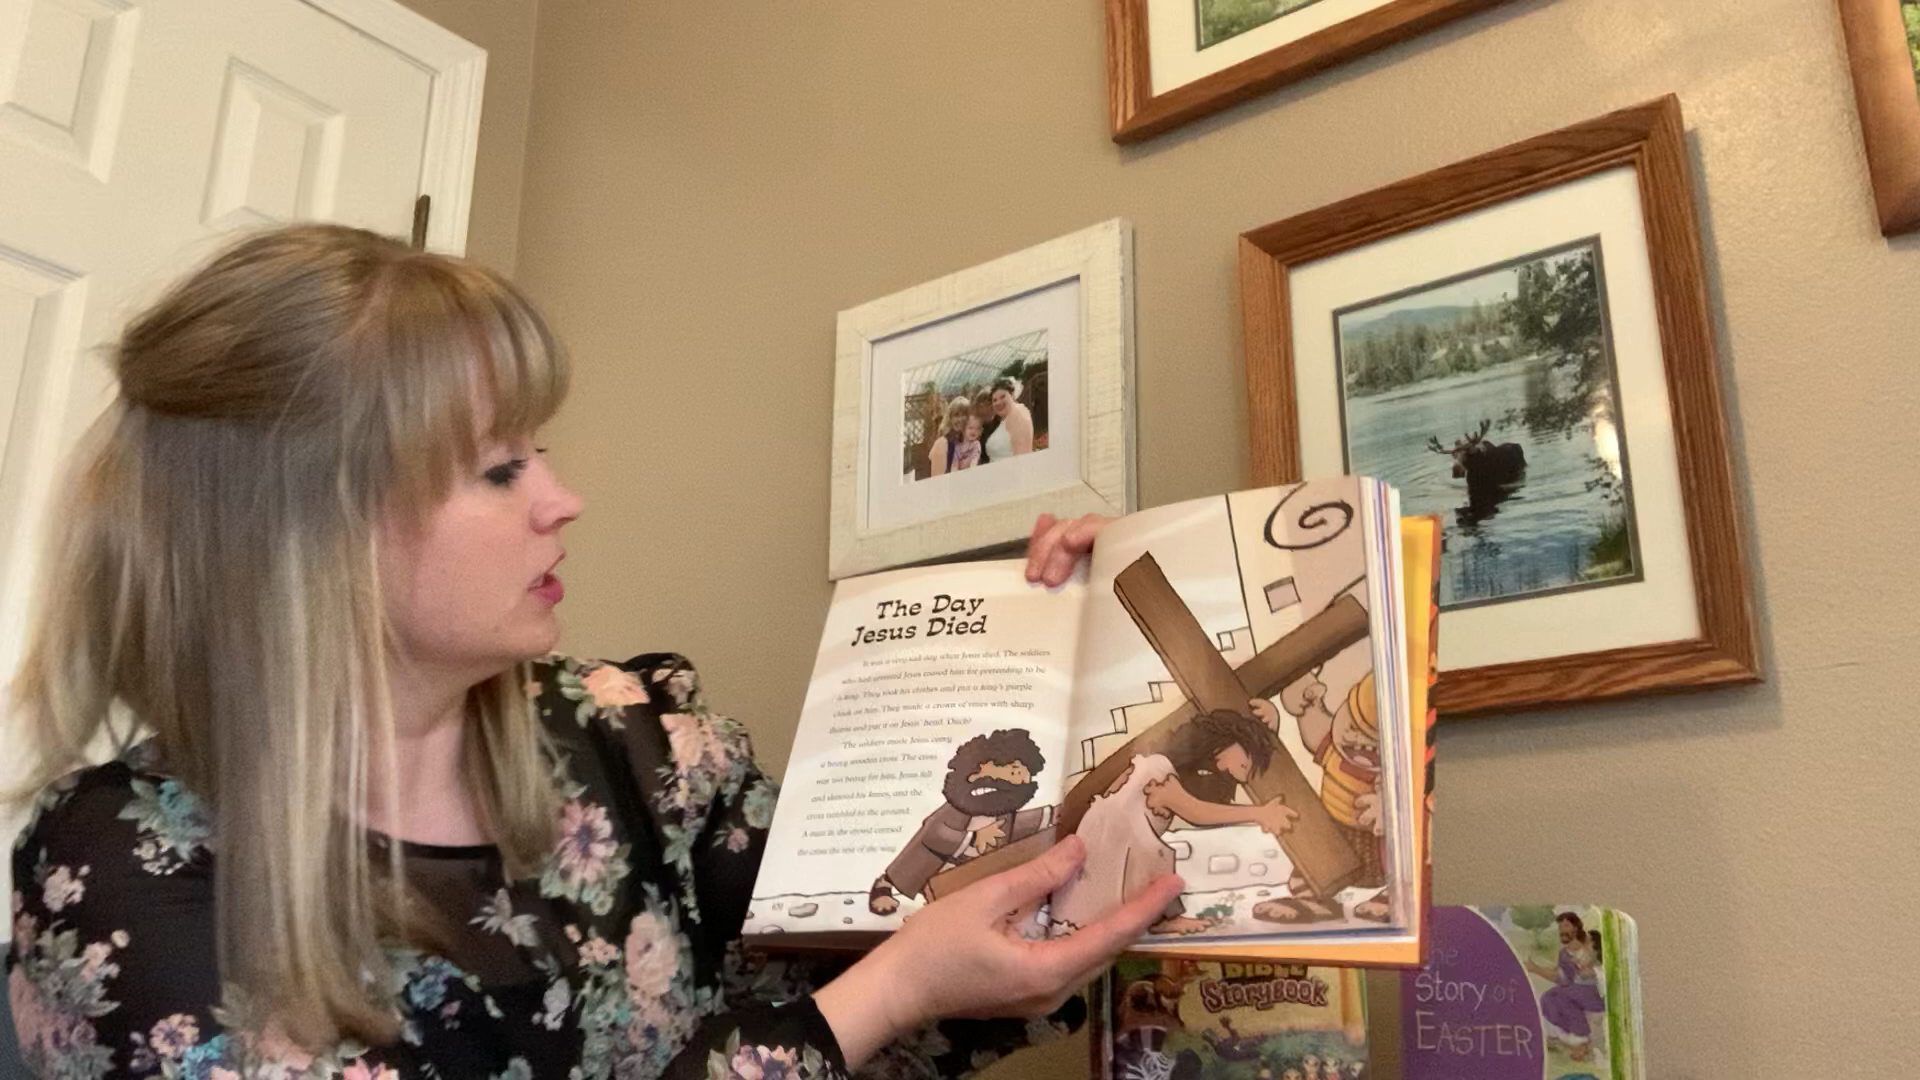 The Day
Jesus Died
It was a very sad day when Jesus died. The soldiers
who had arrested Jesus teased him for pretending to be
a king. They took his clothes and put a king's purple
cloak on him. They made a crown of vines with sharp
thorns and put it on Jesus' head. Ouch!
The soldiers made Jesus carry
a heavy wooden cross. The cross
was too heavy for him. Jesus fell
and skinned his knees, and the
cross tumbled to the ground.
A man in the crowd carried
the cross the rest of the way.
BIBLE
StoryBOOK
The
Story of
EASTER